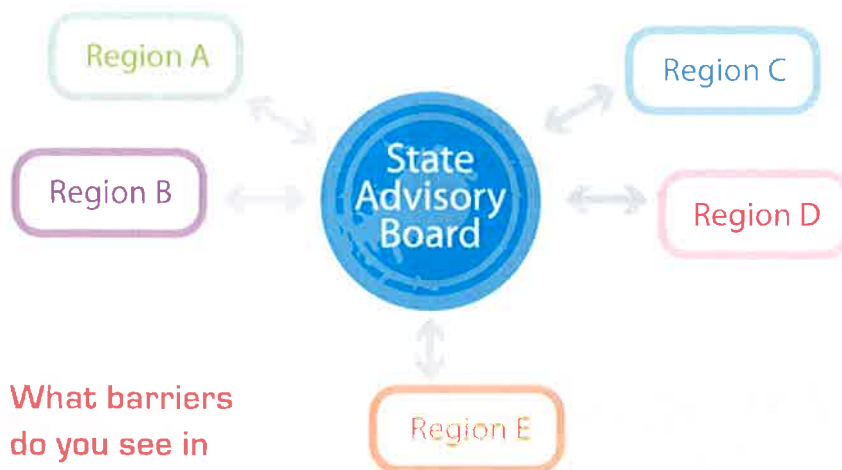 Region A
Region C
State
Advisory
Board
Region B
Region D
What barriers
do you see in
Region E